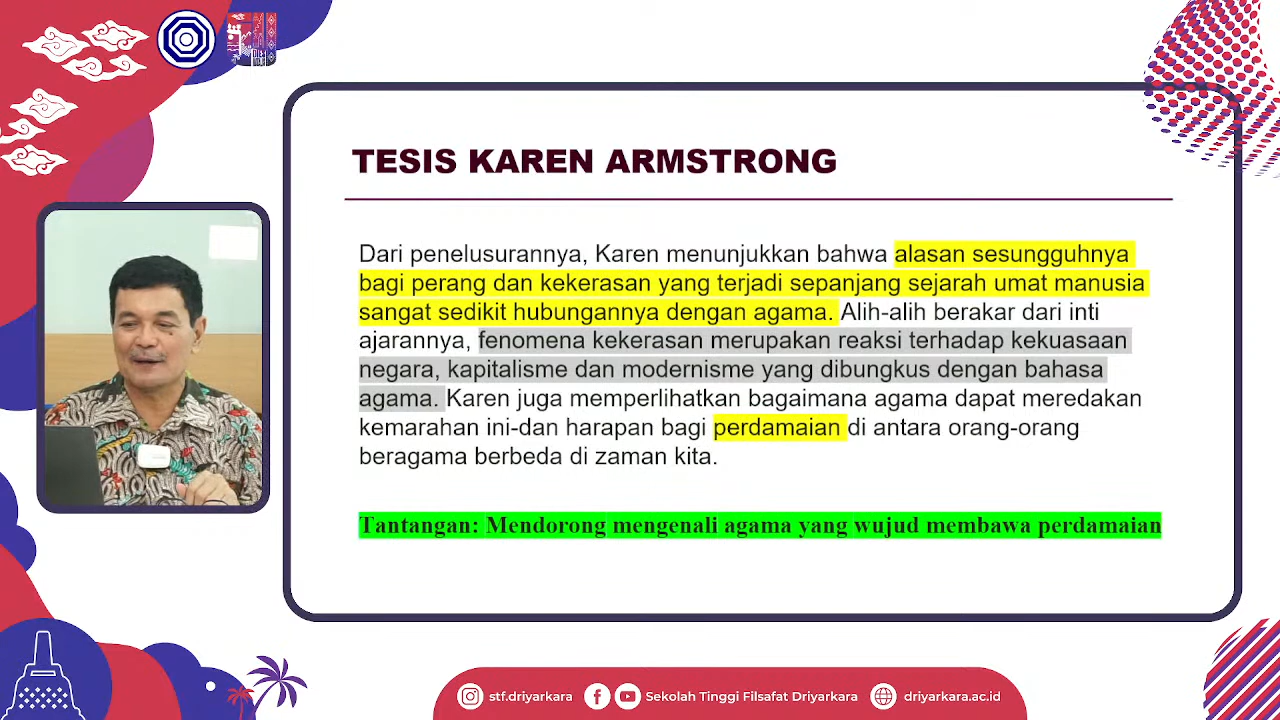 TESIS KAREN ARMSTRONG
Dari penelusurannya, Karen menunjukkan bahwa alasan sesungguhnya
bagi perang dan kekerasan yang terjadi sepanjang sejarah umat manusia
sangat sedikit hubungannya dengan agama. Alih-alih berakar dari inti
ajarannya, fenomena kekerasan merupakan reaksi terhadap kekuasaan
negara, kapitalisme dan modernisme yang dibungkus dengan bahasa
agama. Karen juga memperlihatkan bagaimana agama dapat meredakan
kemarahan ini-dan harapan bagi perdamaian di antara orang-orang
beragama berbeda di zaman kita.
Tantangan: Mendorong mengenali agama yang wujud membawa perdamaian
stf.driyarkara Sekolah Tinggi Filsafat Driyarkara driyarkara.ac.id